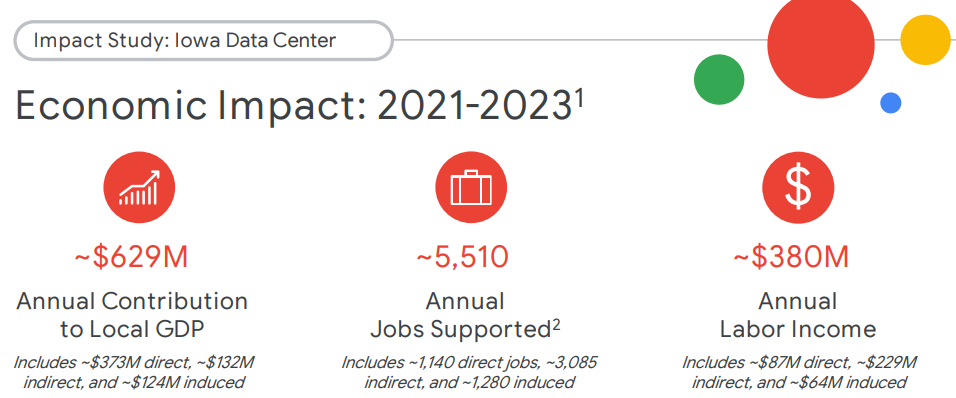 Impact Study: Iowa Data Center
Economic Impact: 2021-2023¹
$
~$629M
~5,510
~$380M
Annual Contribution
to Local GDP
Annual
Jobs Supported²
Annual
Labor Income
Includes ~$373M direct, ~$132M
indirect, and ~$124M induced
Includes ~1,140 direct jobs, ~3,085
indirect, and ~1,280 induced
Includes ~$87M direct, ~$229M
indirect, and ~$64M induced